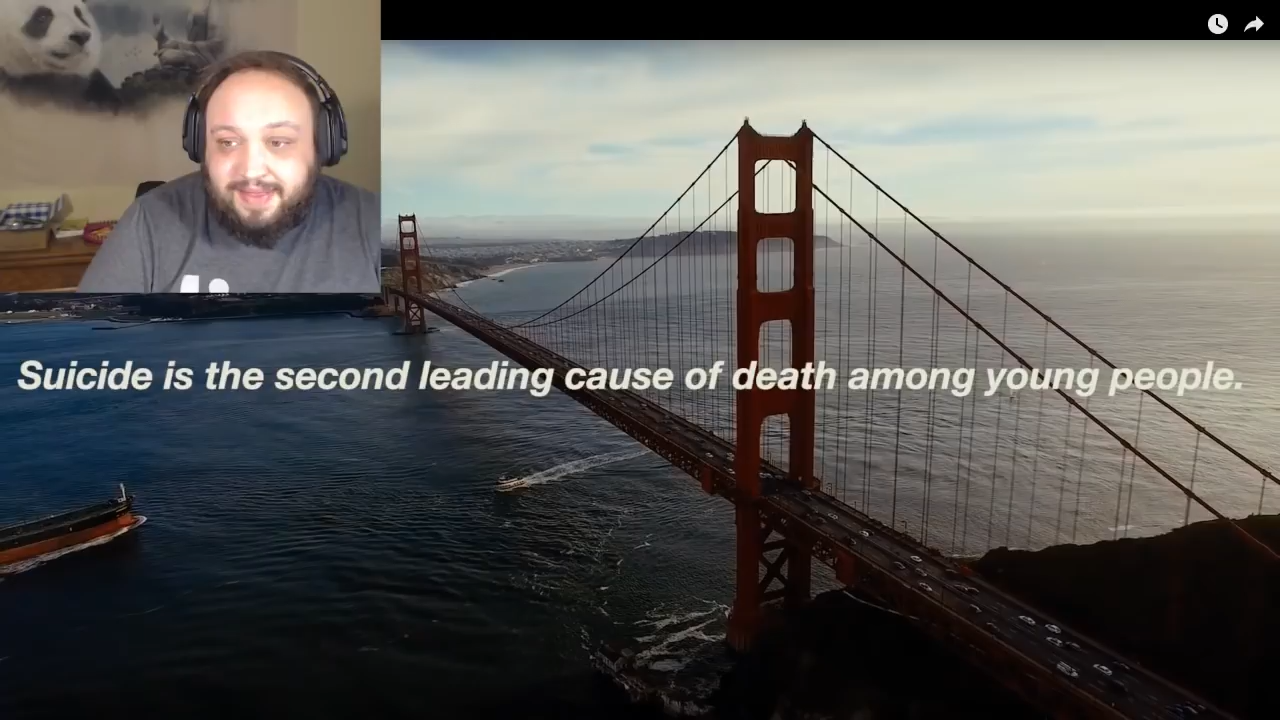 Suicide is the second leading cause of death among young people.